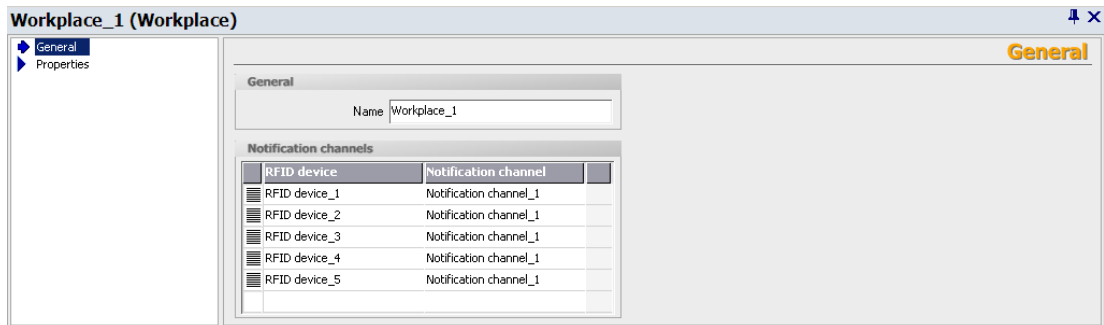 Workplace_1 (Workplace)
General
Properties
General
General
Name Workplace_1
Notification channels
RFID device Notification channel
RFID device_1 Notification channel_1
RFID device_2 Notification channel_1
RFID device_3 Notification channel_1
RFID device_4 Notification channel_1
RFID device_5 Notification channel_1